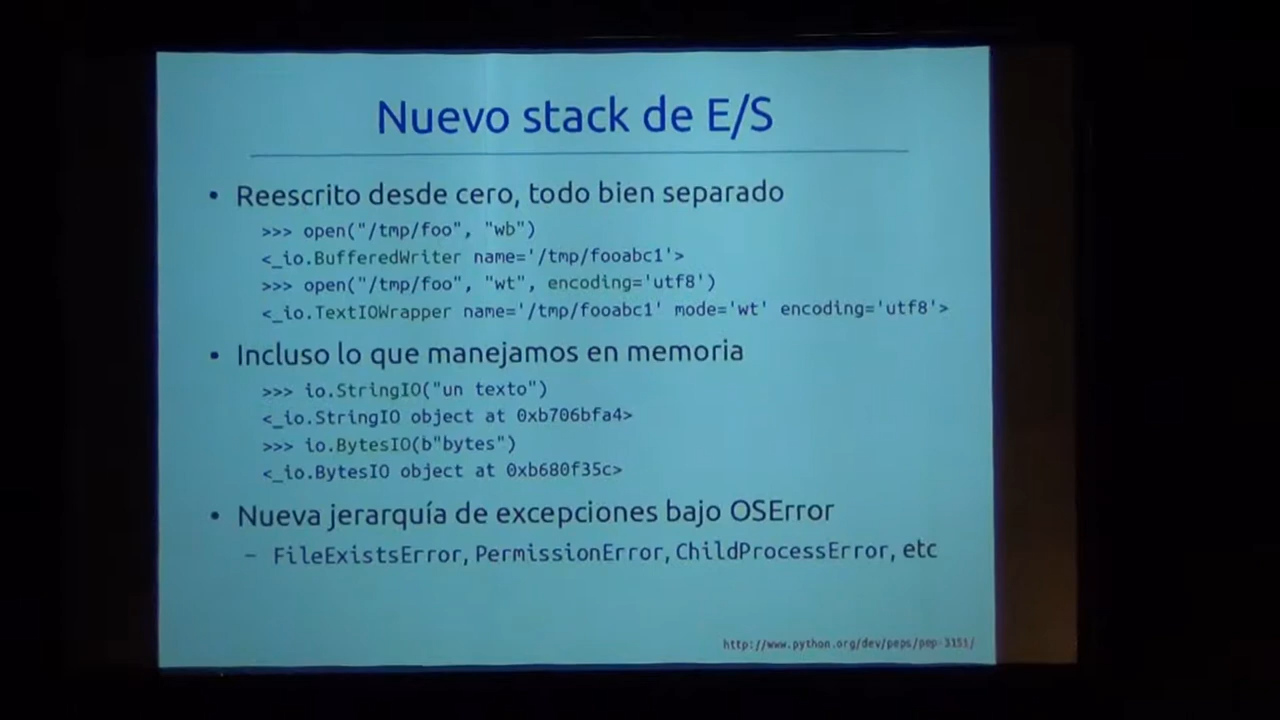 Nuevo stack de E/S
• Reescrito desde cero, todo bien separado
>>> open("/tmp/foo", "wb")
<_io.BufferedWriter name='/tmp/fooabc1'>
>>> open("/tmp/foo", "wt", encoding='utf8')
<_io.TextIOWrapper name='/tmp/fooabc1' mode='wt' encoding='utf8'>
• Incluso lo que manejamos en memoria
>>> io.StringIO("un texto")
<_io.StringIO object at 0xb706bfa4>
>>> io.BytesIO(b"bytes")
<_io.BytesIO object at 0xb680f35c>
• Nueva jerarquía de excepciones bajo OSError
– FileExistsError, PermissionError, ChildProcessError, etc
http://www.python.org/dev/peps/pep-3151/